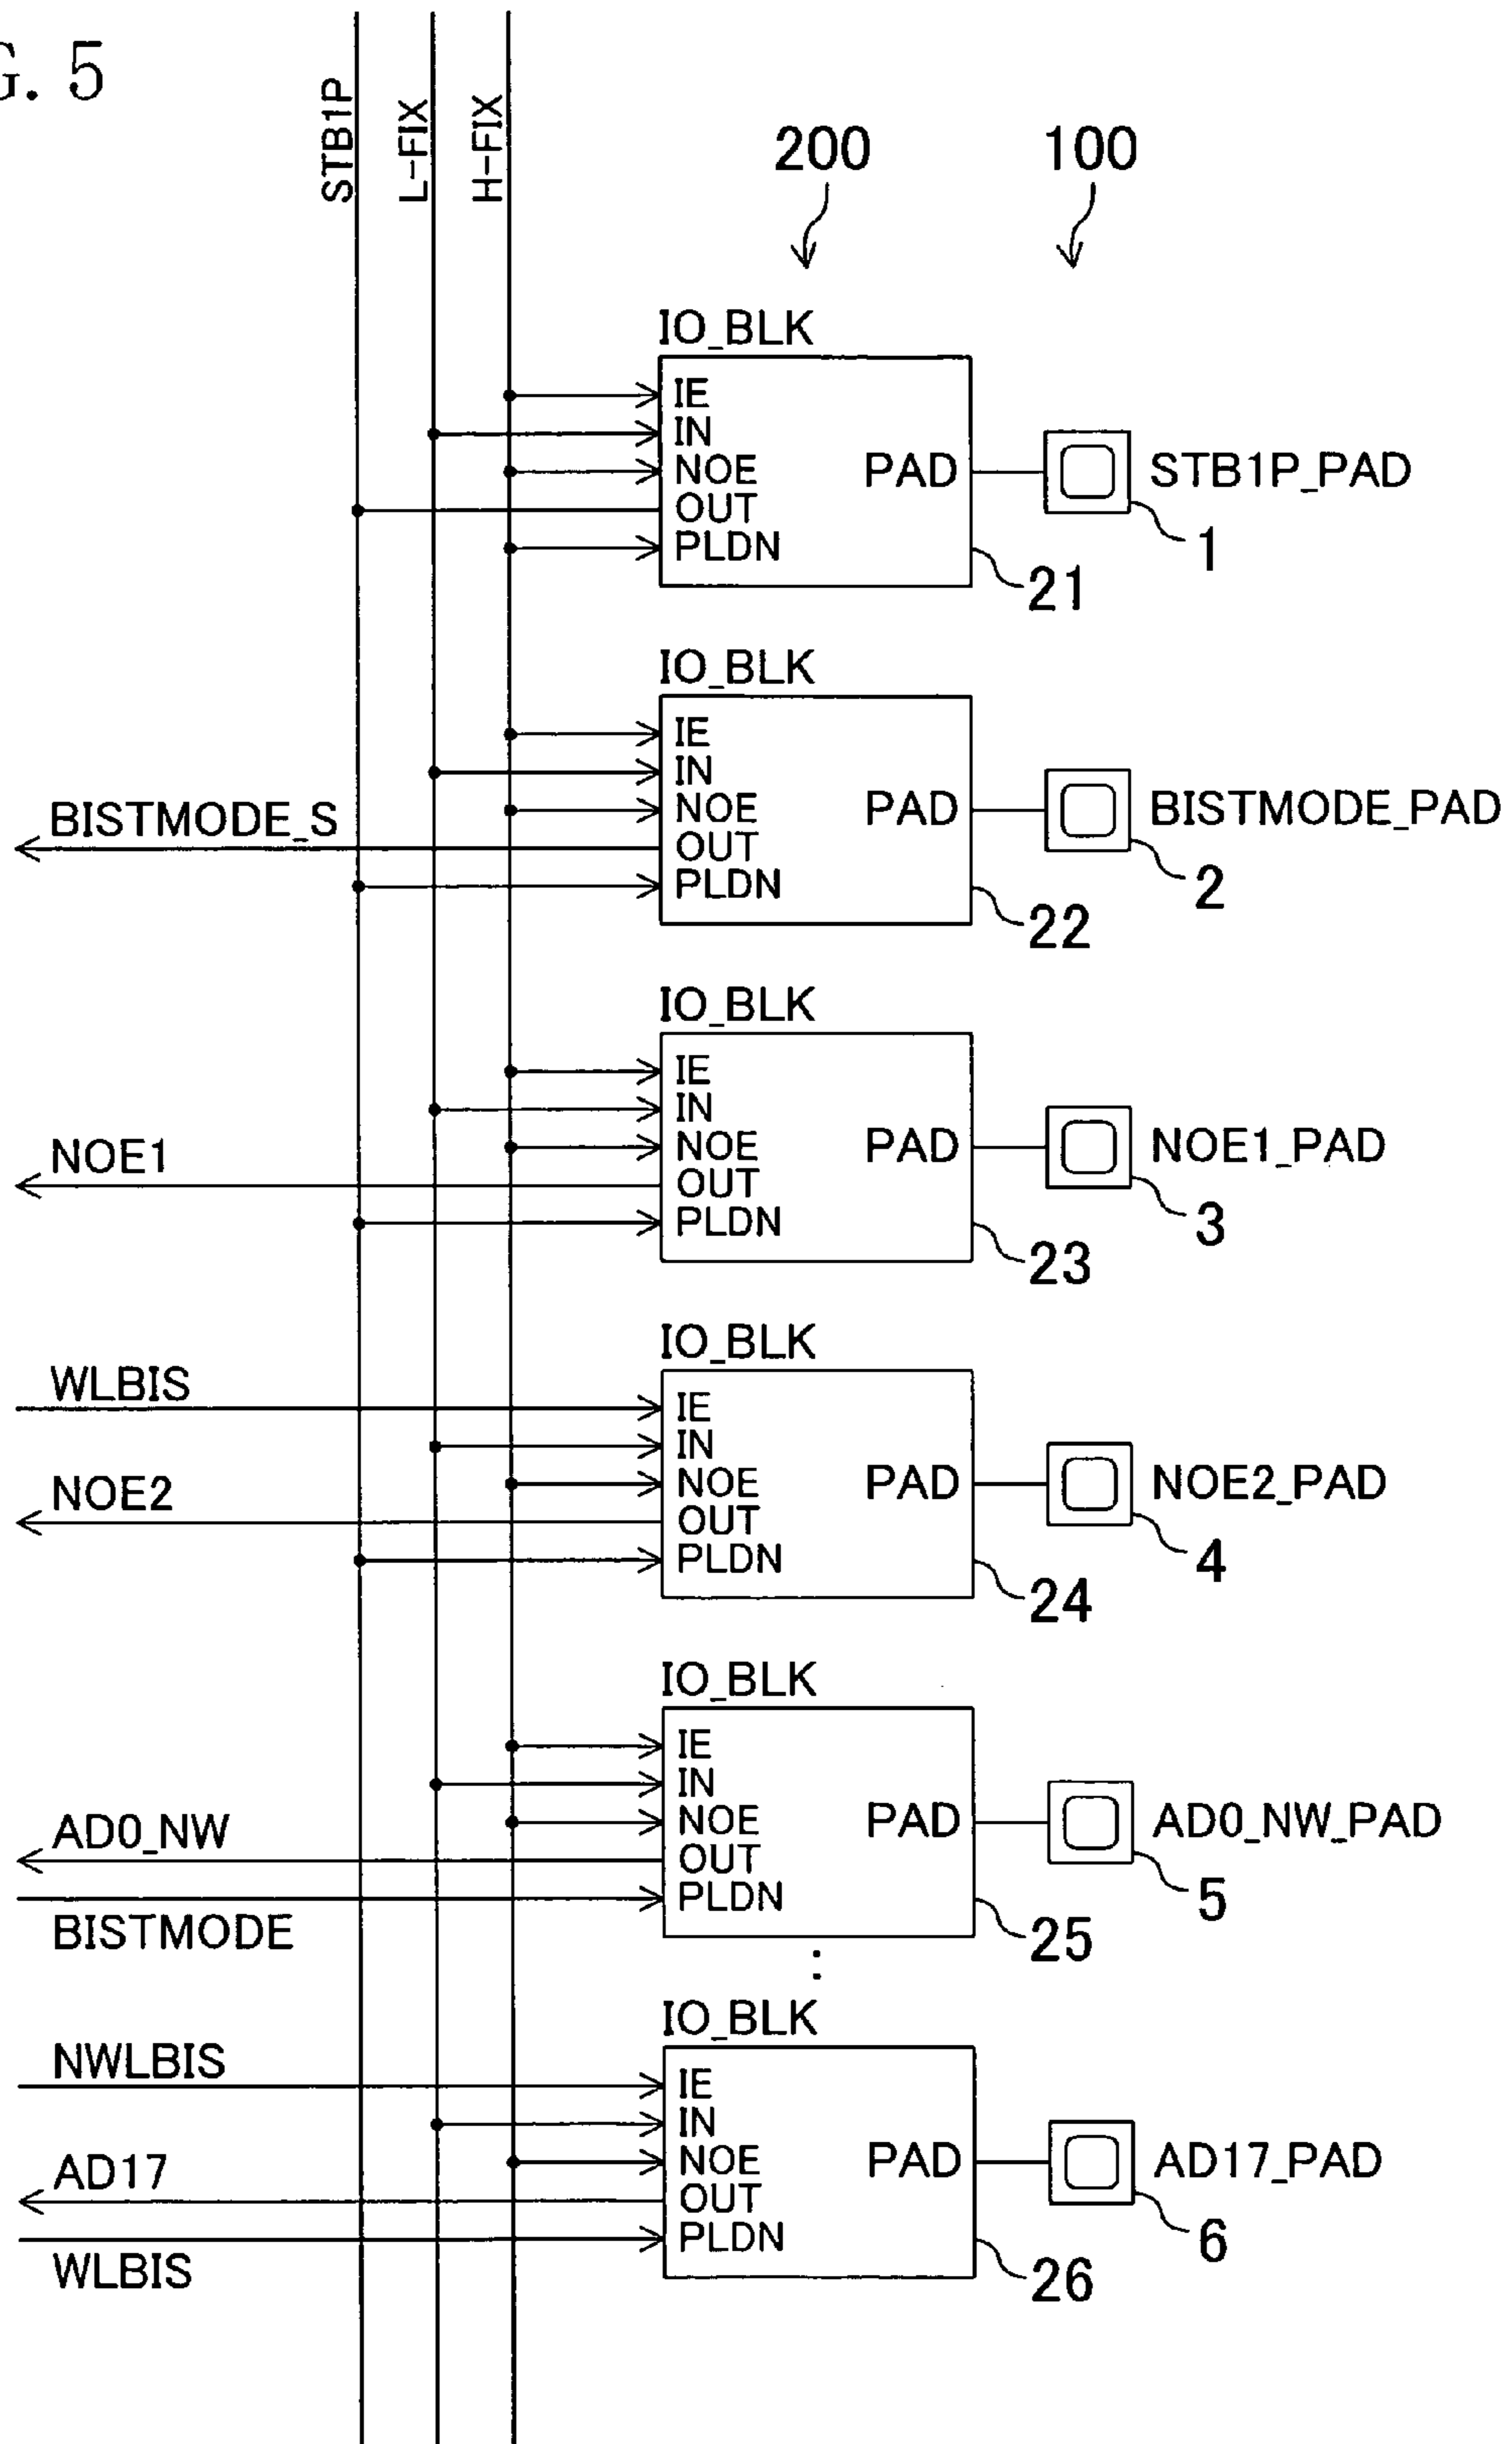 G. 5
STB1P
L-FIX
H-FIX
200
100
IO_BLK
IE
IN
NOE
OUT
PLDN
PAD
STB1P_PAD
1
21
IO_BLK
IE
IN
NOE
OUT
PLDN
PAD
BISTMODE_S
BISTMODE_PAD
2
22
IO_BLK
IE
IN
NOE
OUT
PLDN
PAD
NOE1
NOE1_PAD
3
23
IO_BLK
WLBIS
IE
IN
NOE
OUT
PLDN
PAD
NOE2
NOE2_PAD
4
24
IO_BLK
IE
IN
NOE
OUT
PLDN
PAD
AD0_NW
BISTMODE
AD0_NW_PAD
5
25
:
IO_BLK
NWLBIS
IE
IN
NOE
OUT
PLDN
PAD
AD17
WLBIS
AD17_PAD
6
26